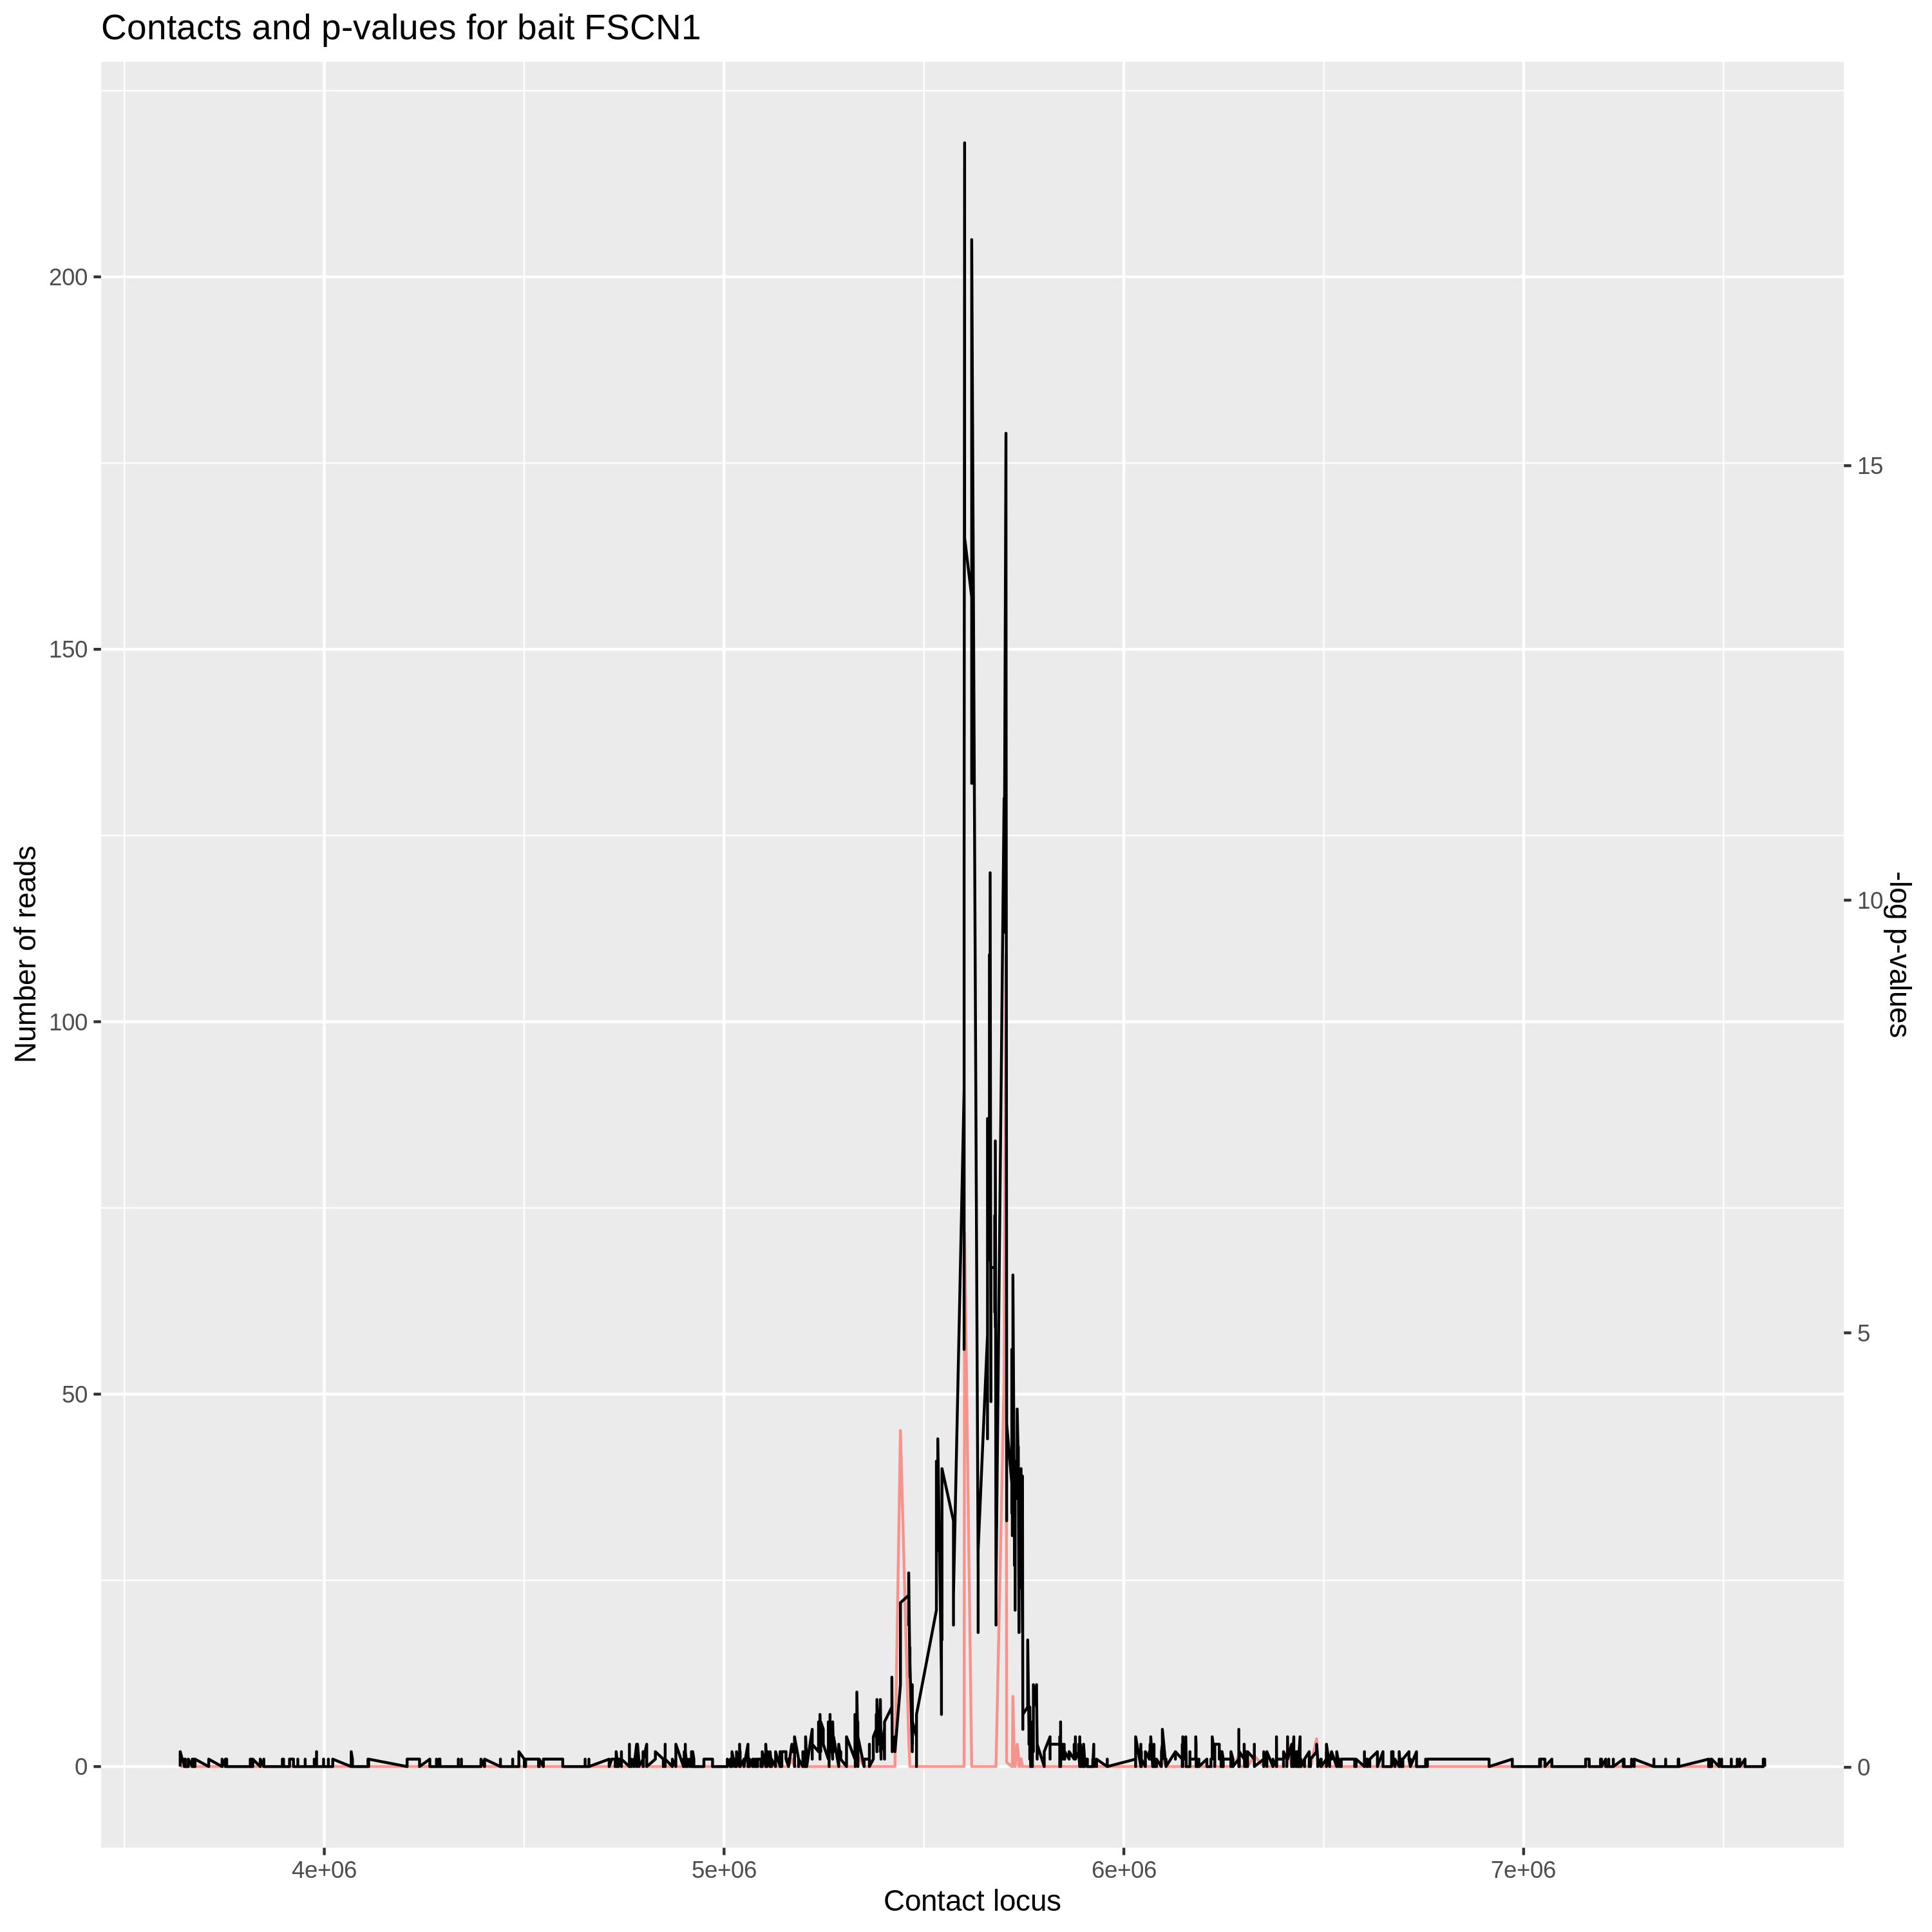 Contacts and p-values for bait FSCN1
200
150
100
50
0
Number of reads
15
10
5
0
-log p-values
4e+06
5e+06
6e+06
7e+06
Contact locus